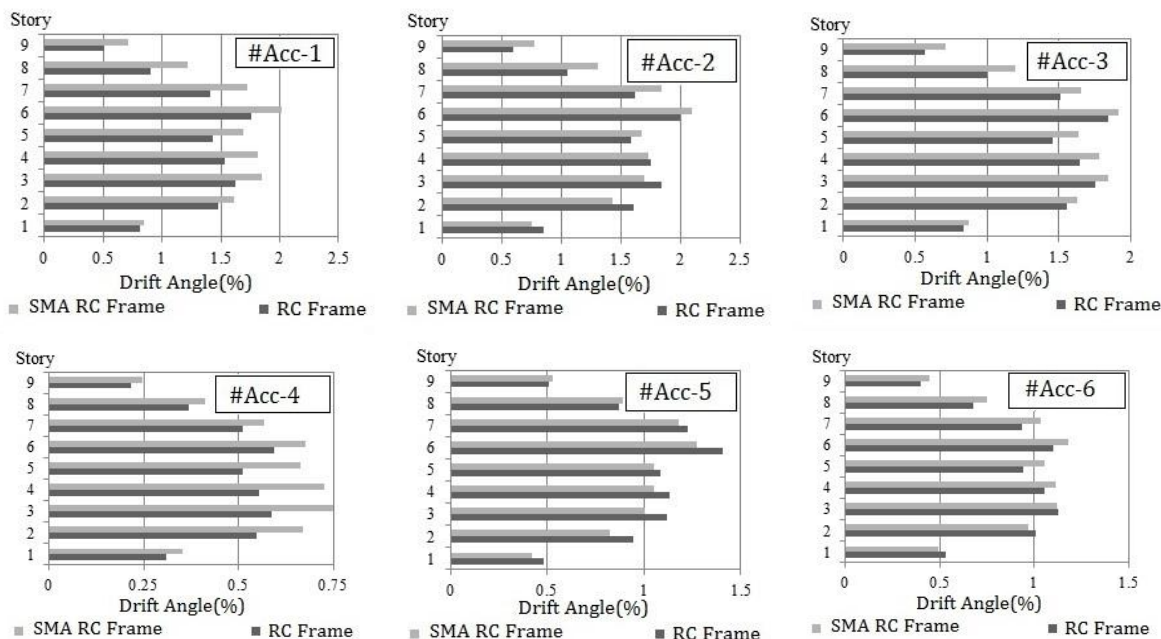 Story
#Acc-1
9
8
7
6
5
4
3
2
1
0 0.5 1 1.5 2 2.5
Drift Angle(%)
SMA RC Frame RC Frame
Story
#Acc-2
9
8
7
6
5
4
3
2
1
0 0.5 1 1.5 2 2.5
Drift Angle(%)
SMA RC Frame RC Frame
Story
#Acc-3
9
8
7
6
5
4
3
2
1
0 0.5 1 1.5 2
Drift Angle(%)
SMA RC Frame RC Frame
Story
#Acc-4
9
8
7
6
5
4
3
2
1
0 0.25 0.5 0.75
Drift Angle(%)
SMA RC Frame RC Frame
Story
#Acc-5
9
8
7
6
5
4
3
2
1
0 0.5 1 1.5
Drift Angle(%)
SMA RC Frame RC Frame
Story
#Acc-6
9
8
7
6
5
4
3
2
1
0 0.5 1 1.5
Drift Angle(%)
SMA RC Frame RC Frame